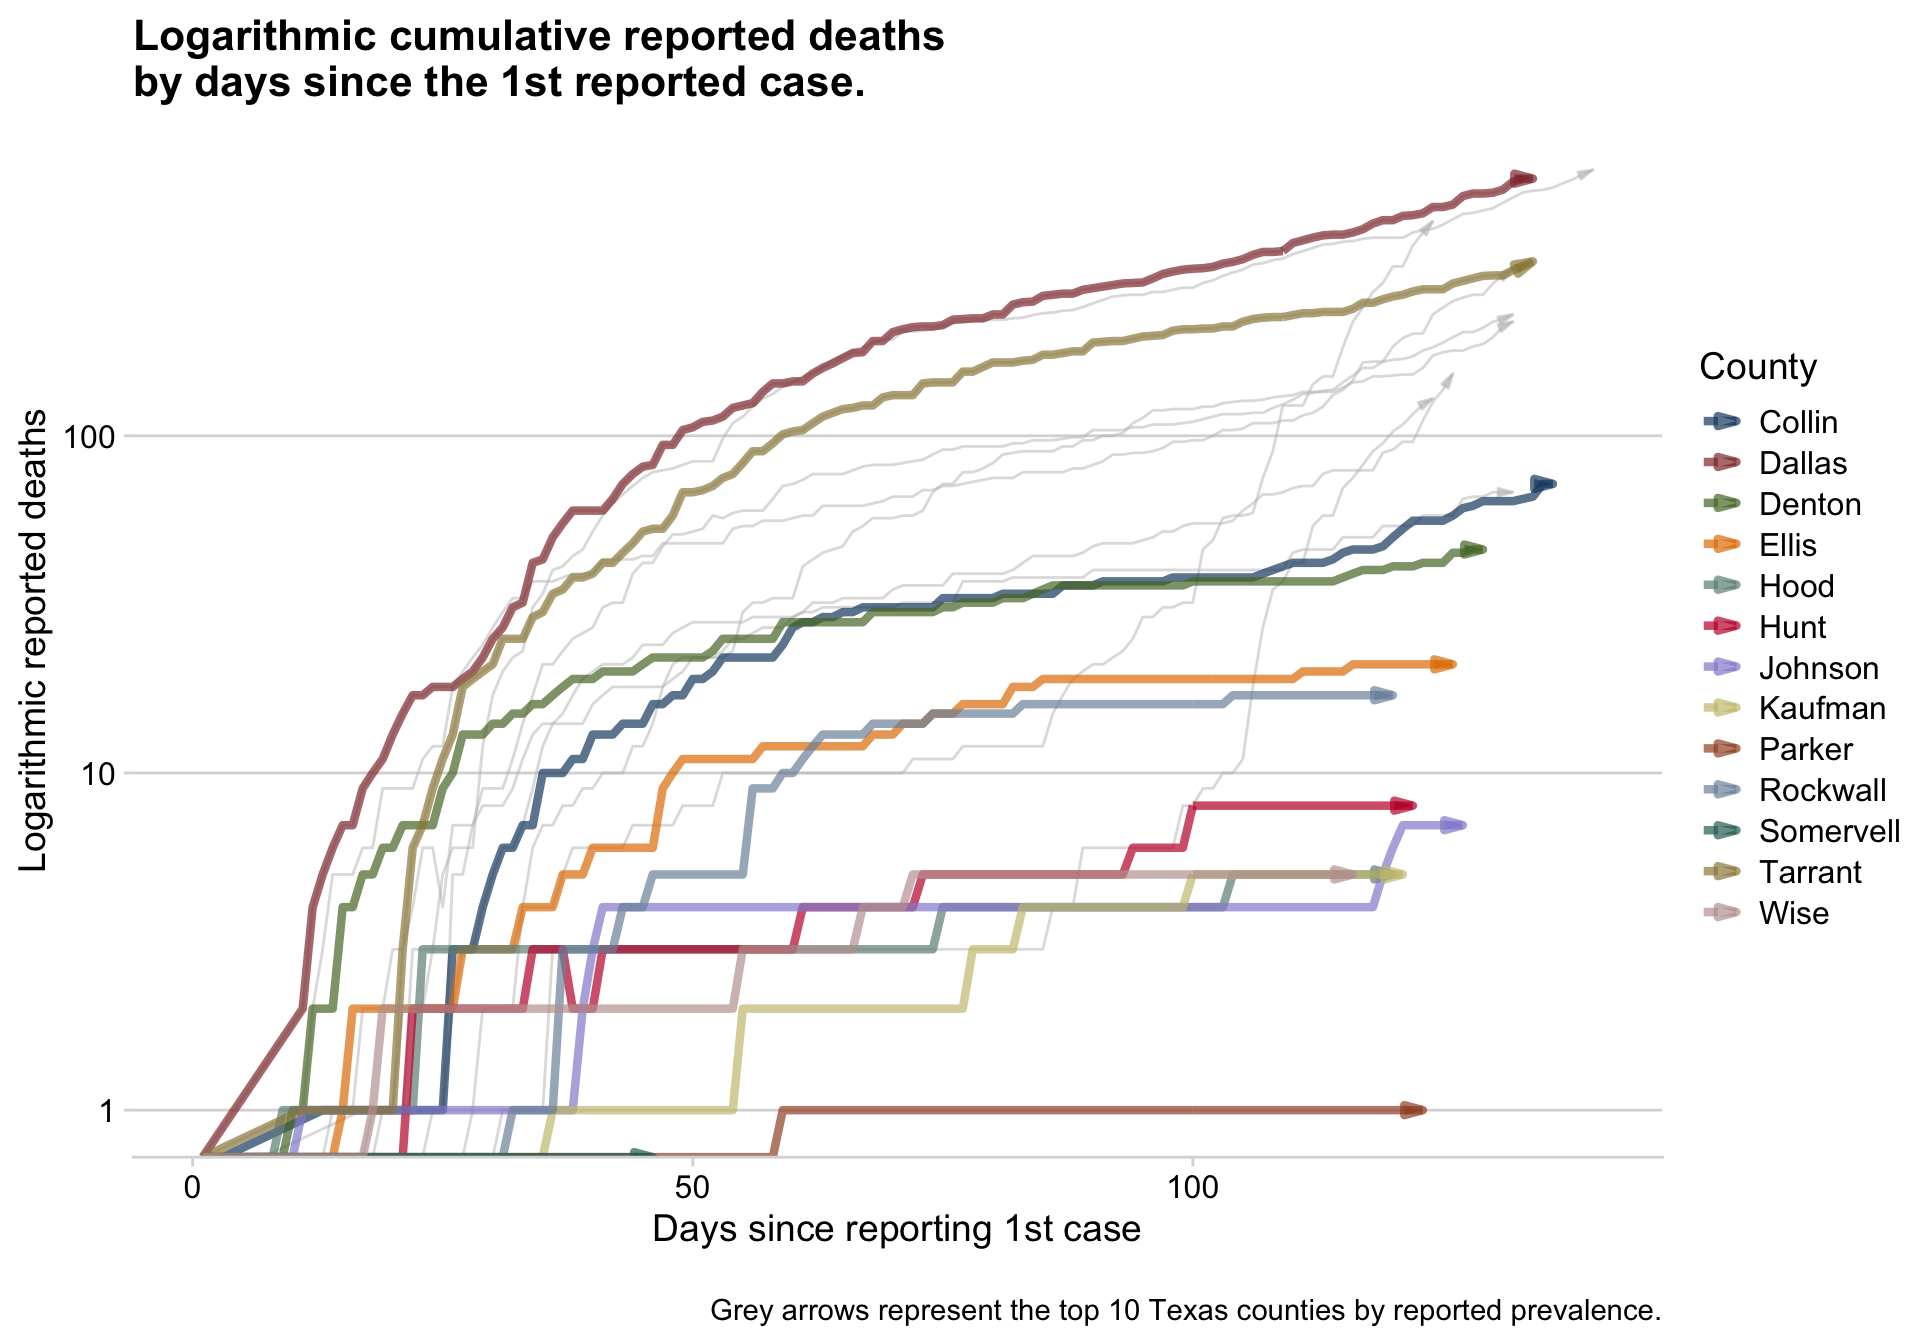 Logarithmic cumulative reported deaths
by days since the 1st reported case.
Logarithmic reported deaths
100
10
1
0
50
100
Days since reporting 1st case
County
Collin
Dallas
Denton
Ellis
Hood
Hunt
Johnson
Kaufman
Parker
Rockwall
Somervell
Tarrant
Wise
Grey arrows represent the top 10 Texas counties by reported prevalence.